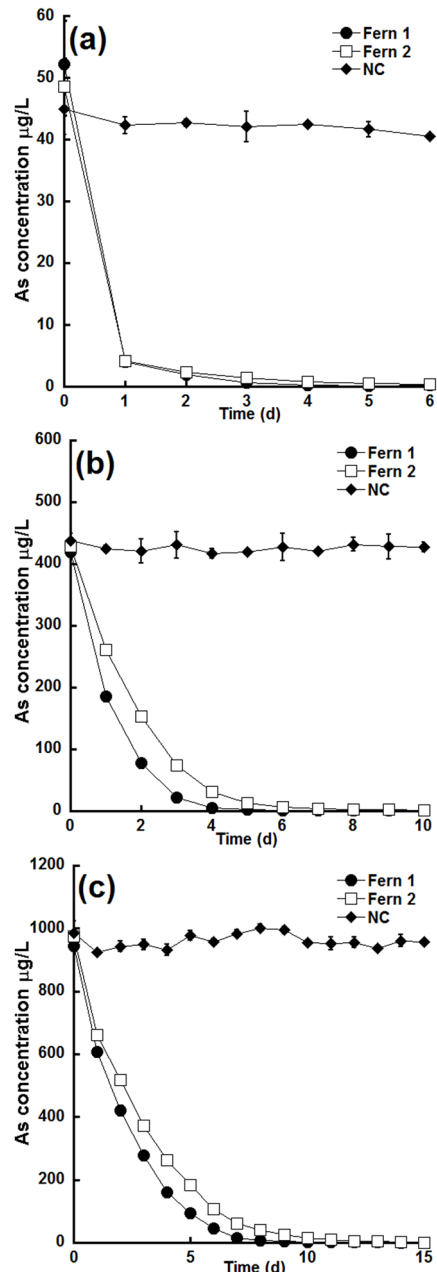 (a)
Fern 1
Fern 2
NC
As concentration µg/L
60
50
40
30
20
10
0
0 1 2 3 4 5 6
Time (d)
(b)
Fern 1
Fern 2
NC
As concentration µg/L
600
500
400
300
200
100
0
0 2 4 6 8 10
Time (d)
(c)
Fern 1
Fern 2
NC
As concentration µg/L
1200
1000
800
600
400
200
0
0 5 10 15
Time (d)